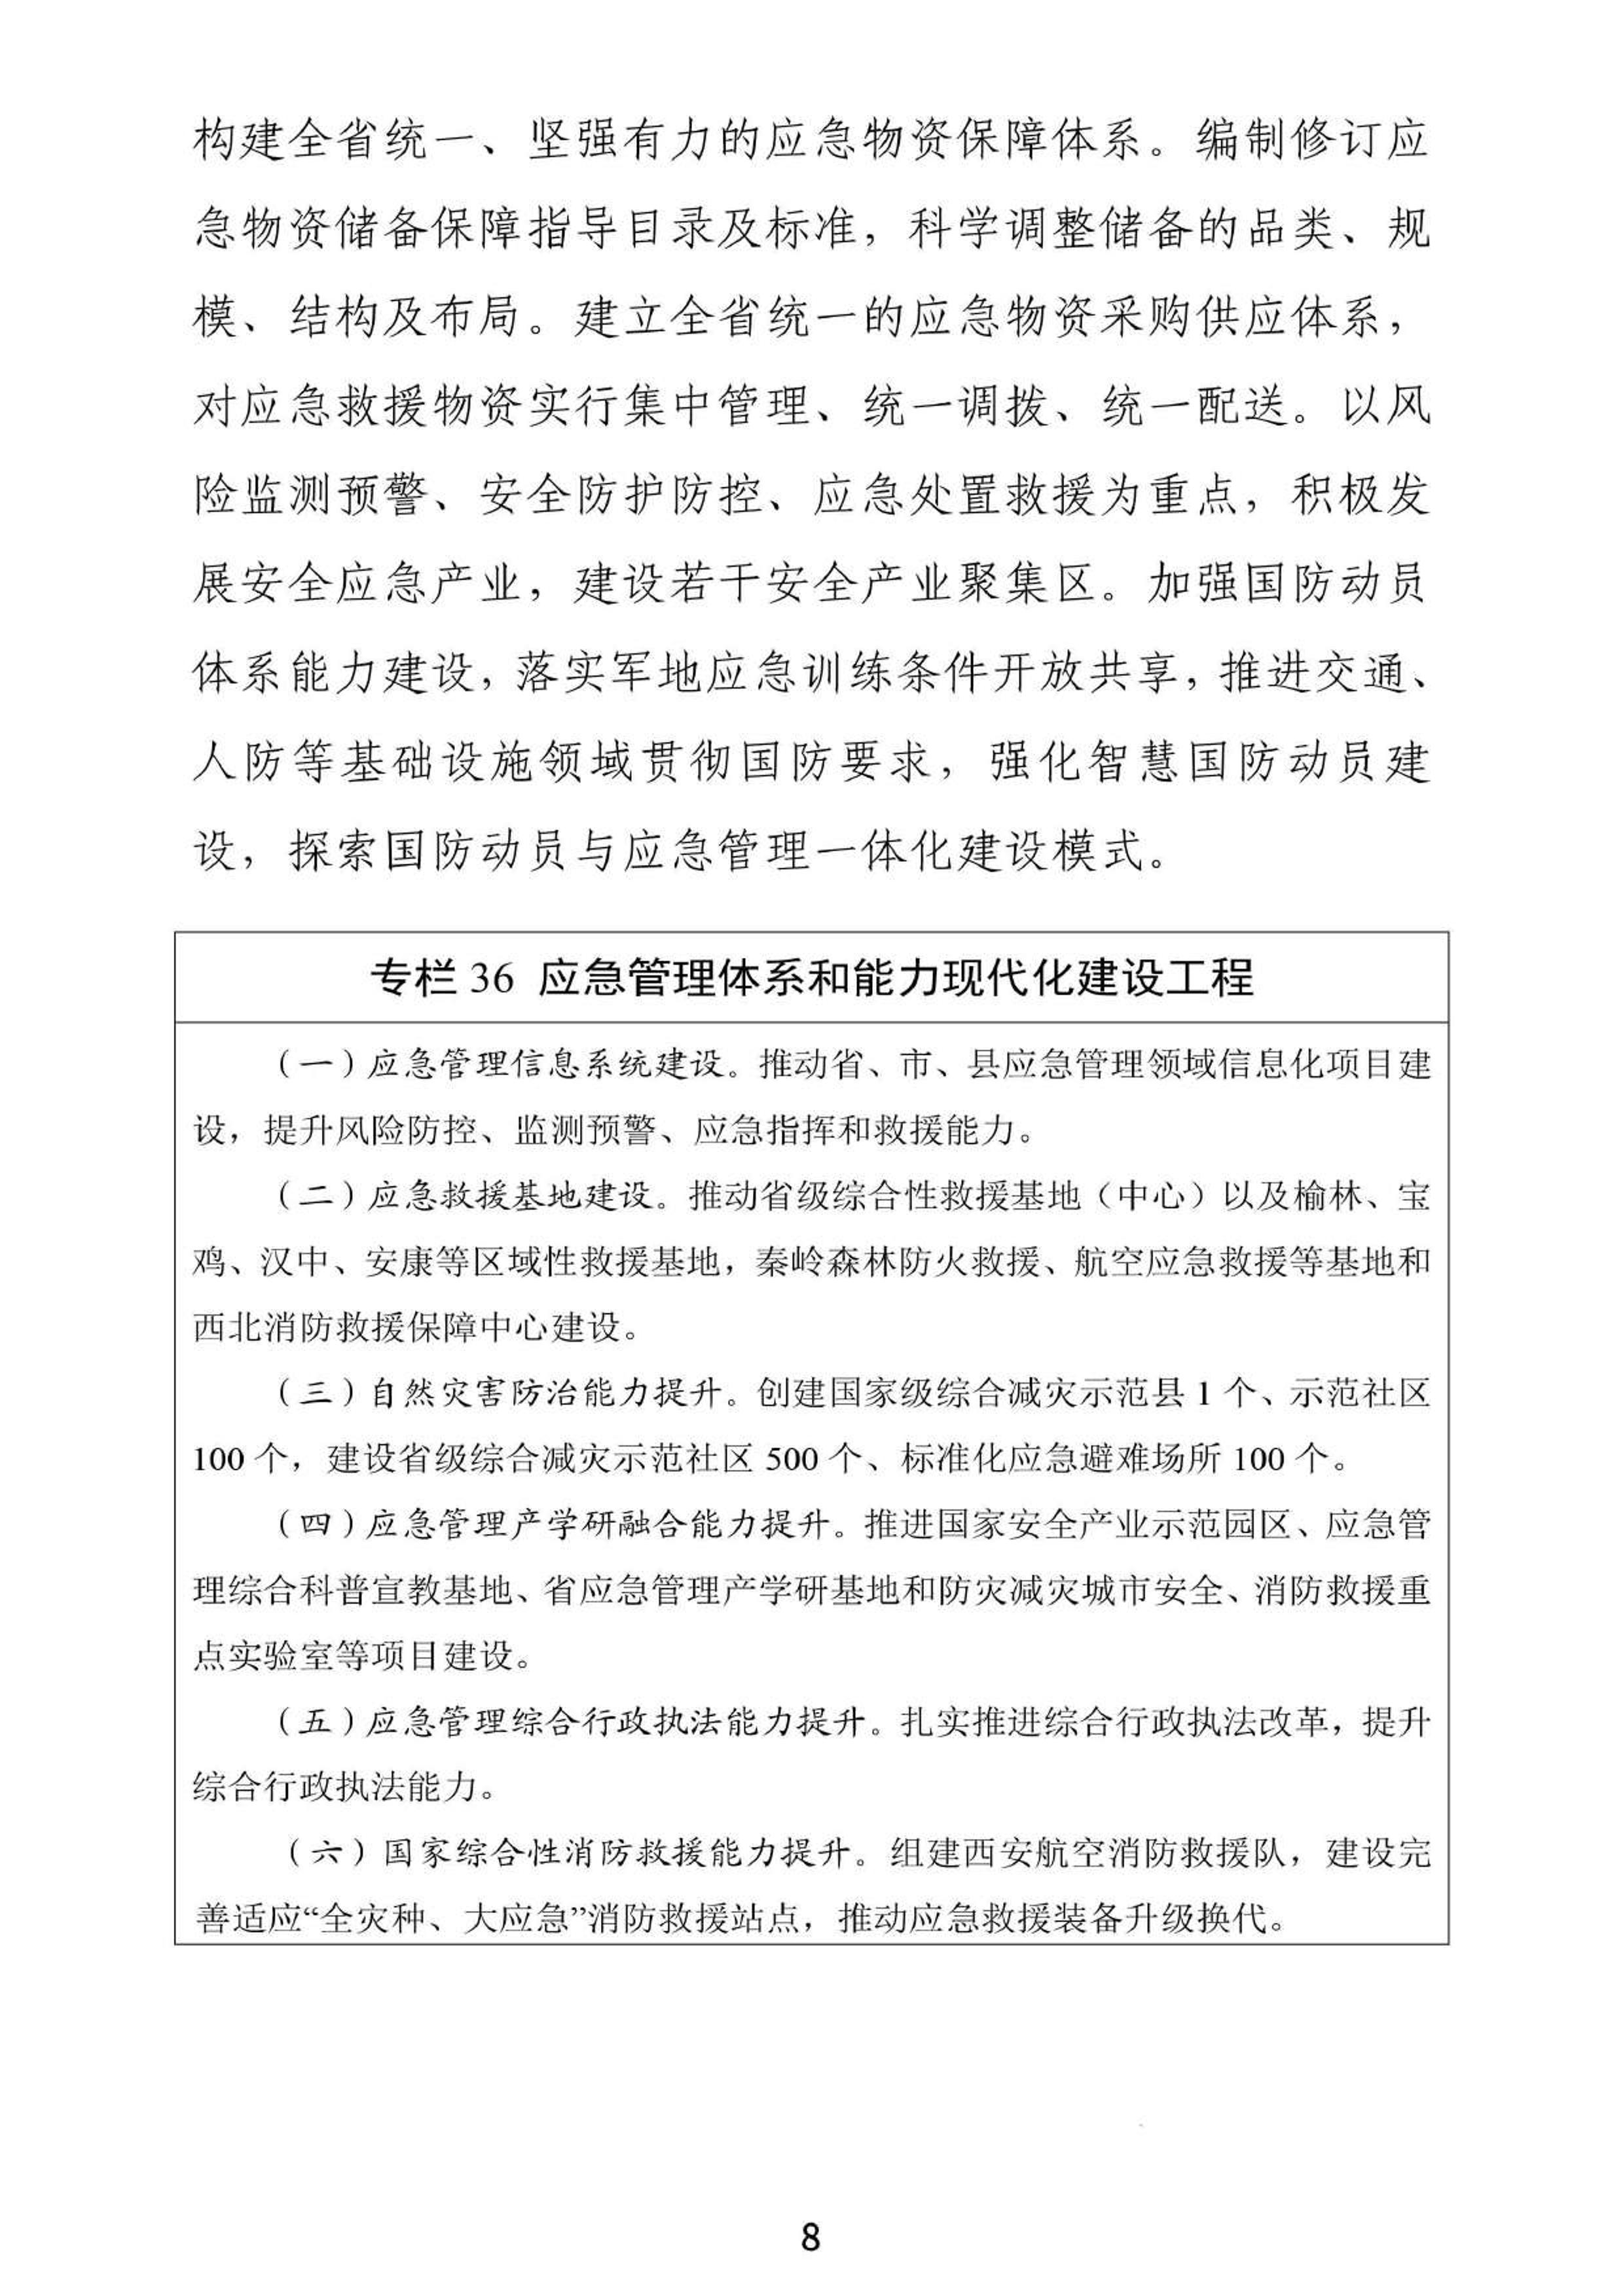 构建全省统一、坚强有力的应急物资保障体系。编制修订应
急物资储备保障指导目录及标准，科学调整储备的品类、规
模、结构及布局。建立全省统一的应急物资采购供应体系，
对应急救援物资实行集中管理、统一调拨、统一配送。以风
险监测预警、安全防护防控、应急处置救援为重点，积极发
展安全应急产业，建设若干安全产业聚集区。加强国防动员
体系能力建设，落实军地应急训练条件开放共享，推进交通、
人防等基础设施领域贯彻国防要求，强化智慧国防动员建
设，探索国防动员与应急管理一体化建设模式。
专栏 36 应急管理体系和能力现代化建设工程
（一）应急管理信息系统建设。推动省、市、县应急管理领域信息化项目建
设，提升风险防控、监测预警、应急指挥和救援能力。
（二）应急救援基地建设。推动省级综合性救援基地（中心）以及榆林、宝
鸡、汉中、安康等区域性救援基地，秦岭森林防火救援、航空应急救援等基地和
西北消防救援保障中心建设。
（三）自然灾害防治能力提升。创建国家级综合减灾示范县 1 个、示范社区
100 个，建设省级综合减灾示范社区 500 个、标准化应急避难场所 100 个。
（四）应急管理产学研融合能力提升。推进国家安全产业示范园区、应急管
理综合科普宣教基地、省应急管理产学研基地和防灾减灾城市安全、消防救援重
点实验室等项目建设。
（五）应急管理综合行政执法能力提升。扎实推进综合行政执法改革，提升
综合行政执法能力。
（六）国家综合性消防救援能力提升。组建西安航空消防救援队，建设完
善适应“全灾种、大应急”消防救援站点，推动应急救援装备升级换代。
8